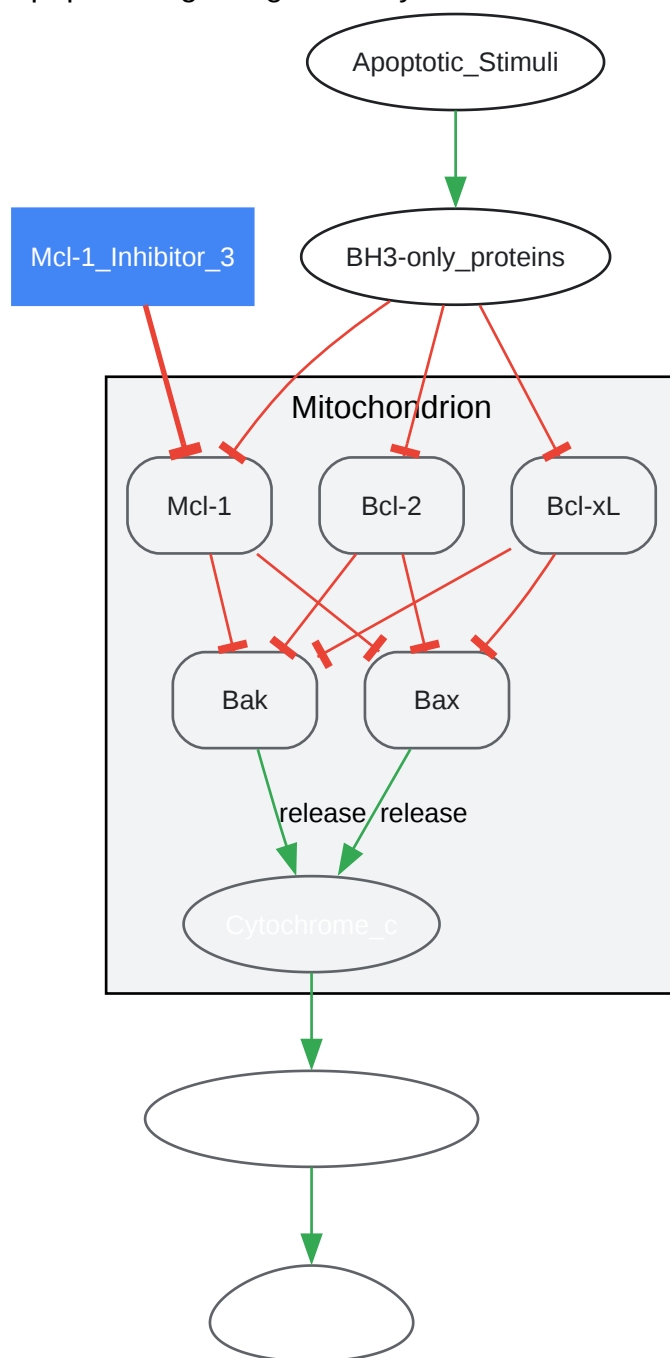 Apoptotic_Stimuli
Mcl-1_Inhibitor_3
BH3-only_proteins
Mitochondrion
Mcl-1
Bcl-2
Bcl-xL
Bak
Bax
release
release
Cytochrome_c